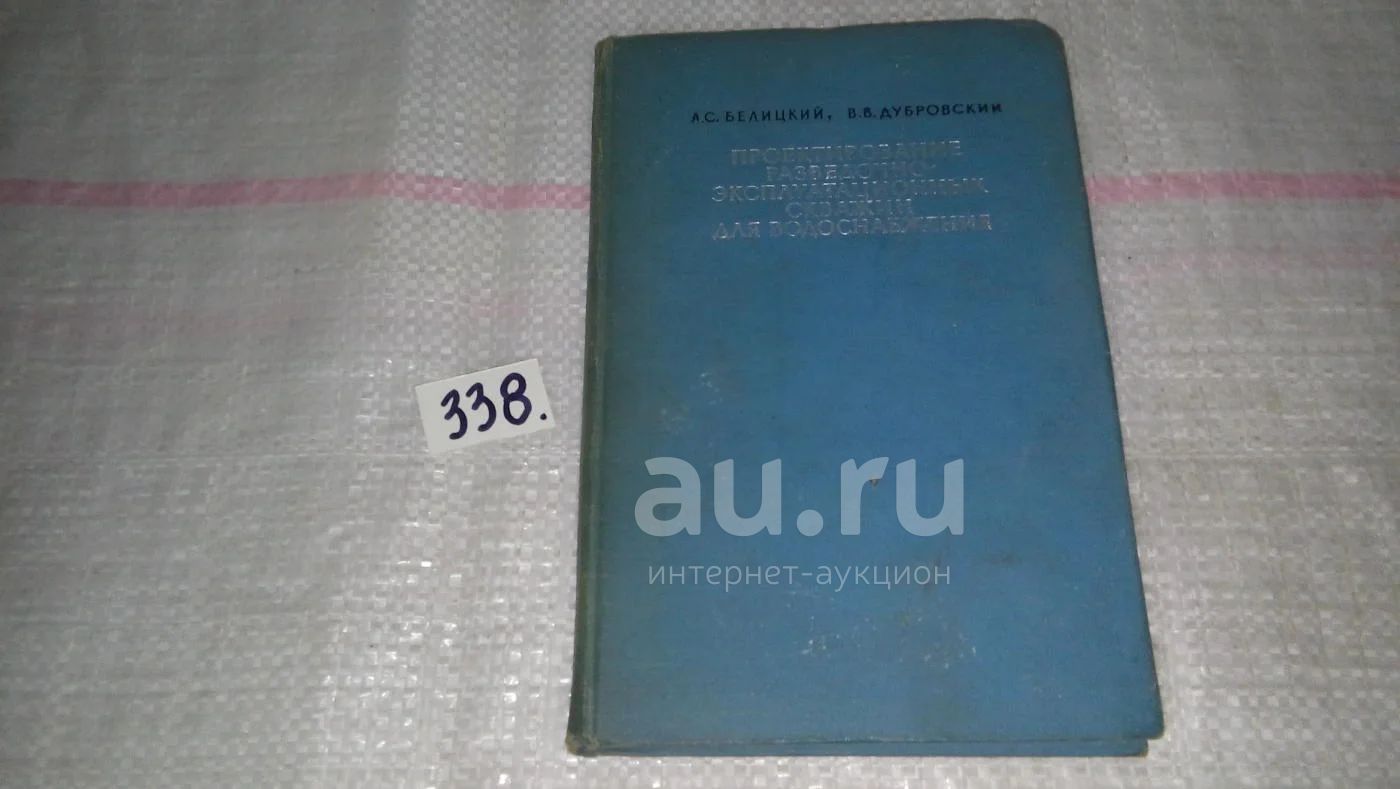 А.С. БЕЛИЦКИЙ, В.В. ДУБРОВСКИЙ
ПРОЕКТИРОВАНИЕ
РАЗВЕДОЧНО-
ЭКСПЛУАТАЦИОННЫХ
СКВАЖИН
ДЛЯ ВОДОСНАБЖЕНИЯ
338.
au.ru
интернет-аукцион